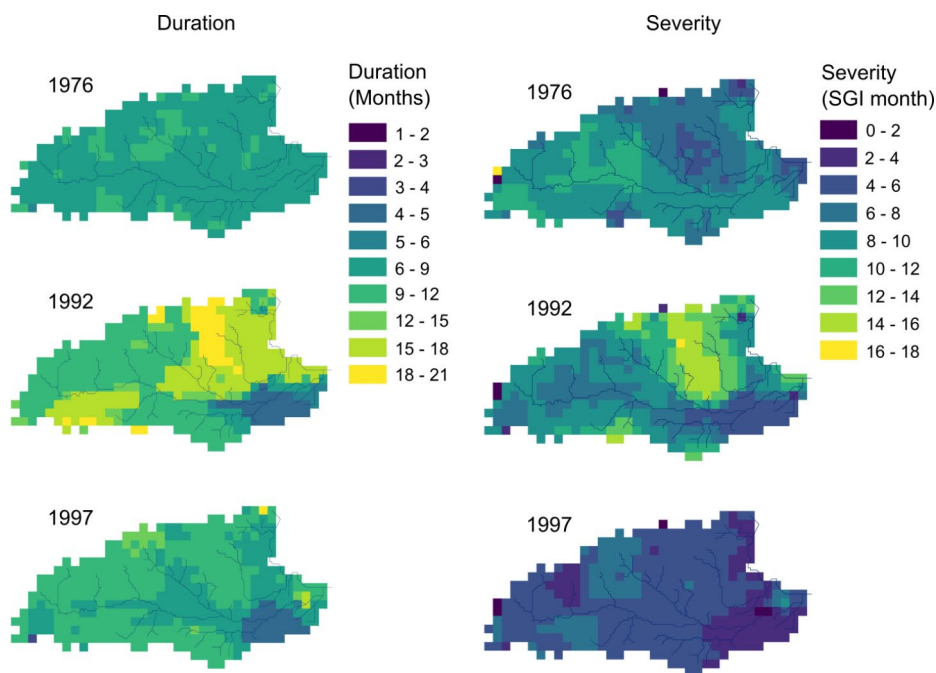 Duration
Severity
1976
Duration
(Months)
1 - 2
2 - 3
3 - 4
4 - 5
5 - 6
6 - 9
9 - 12
12 - 15
15 - 18
18 - 21
1976
Severity
(SGI month)
0 - 2
2 - 4
4 - 6
6 - 8
8 - 10
10 - 12
12 - 14
14 - 16
16 - 18
1992
1992
1997
1997